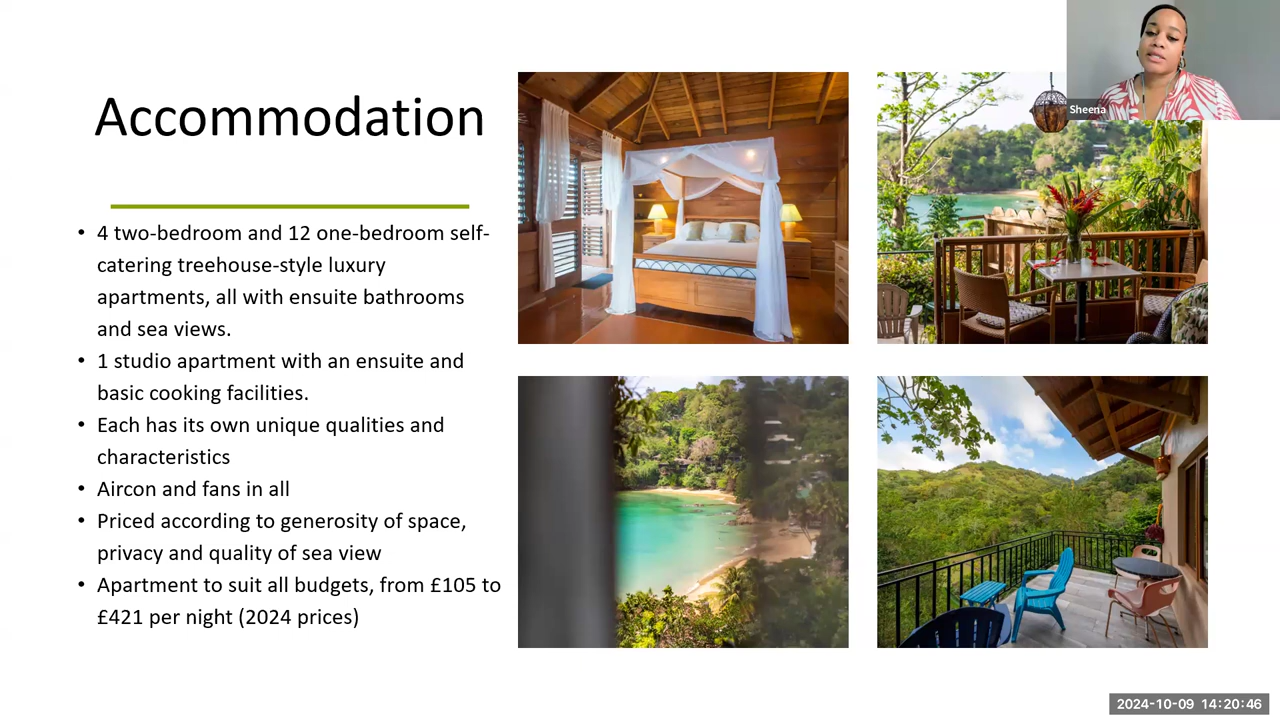 Accommodation
• 4 two-bedroom and 12 one-bedroom self-
catering treehouse-style luxury
apartments, all with ensuite bathrooms
and sea views.
• 1 studio apartment with an ensuite and
basic cooking facilities.
• Each has its own unique qualities and
characteristics
• Aircon and fans in all
• Priced according to generosity of space,
privacy and quality of sea view
• Apartment to suit all budgets, from £105 to
£421 per night (2024 prices)
Sheena
2024-10-09 14:20:46